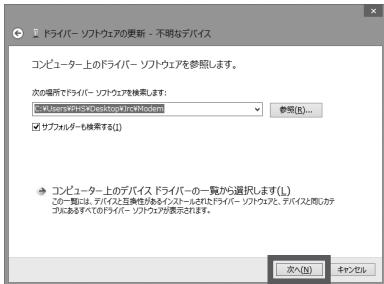 ドライバー ソフトウェアの更新 - 不明なデバイス
コンピューター上のドライバー ソフトウェアを参照します。
次の場所でドライバー ソフトウェアを検索します:
C:¥Users¥PHS¥Desktop¥Jrc¥Modem
参照(R)...
サブフォルダーも検索する(I)
コンピューター上のデバイス ドライバーの一覧から選択します(L)
この一覧には、デバイスと互換性があるインストールされたドライバー ソフトウェアと、デバイスと同じカテ
ゴリにあるすべてのドライバー ソフトウェアが表示されます。
次へ(N)
キャンセル